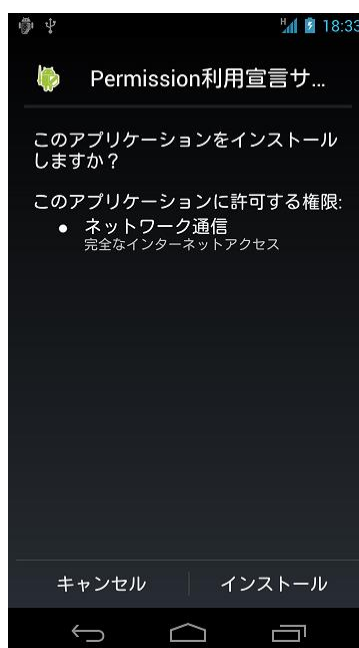 H 18:33
Permission利用宣言サ...
このアプリケーションをインストール
しますか？
このアプリケーションに許可する権限:
● ネットワーク通信
完全なインターネットアクセス
キャンセル インストール